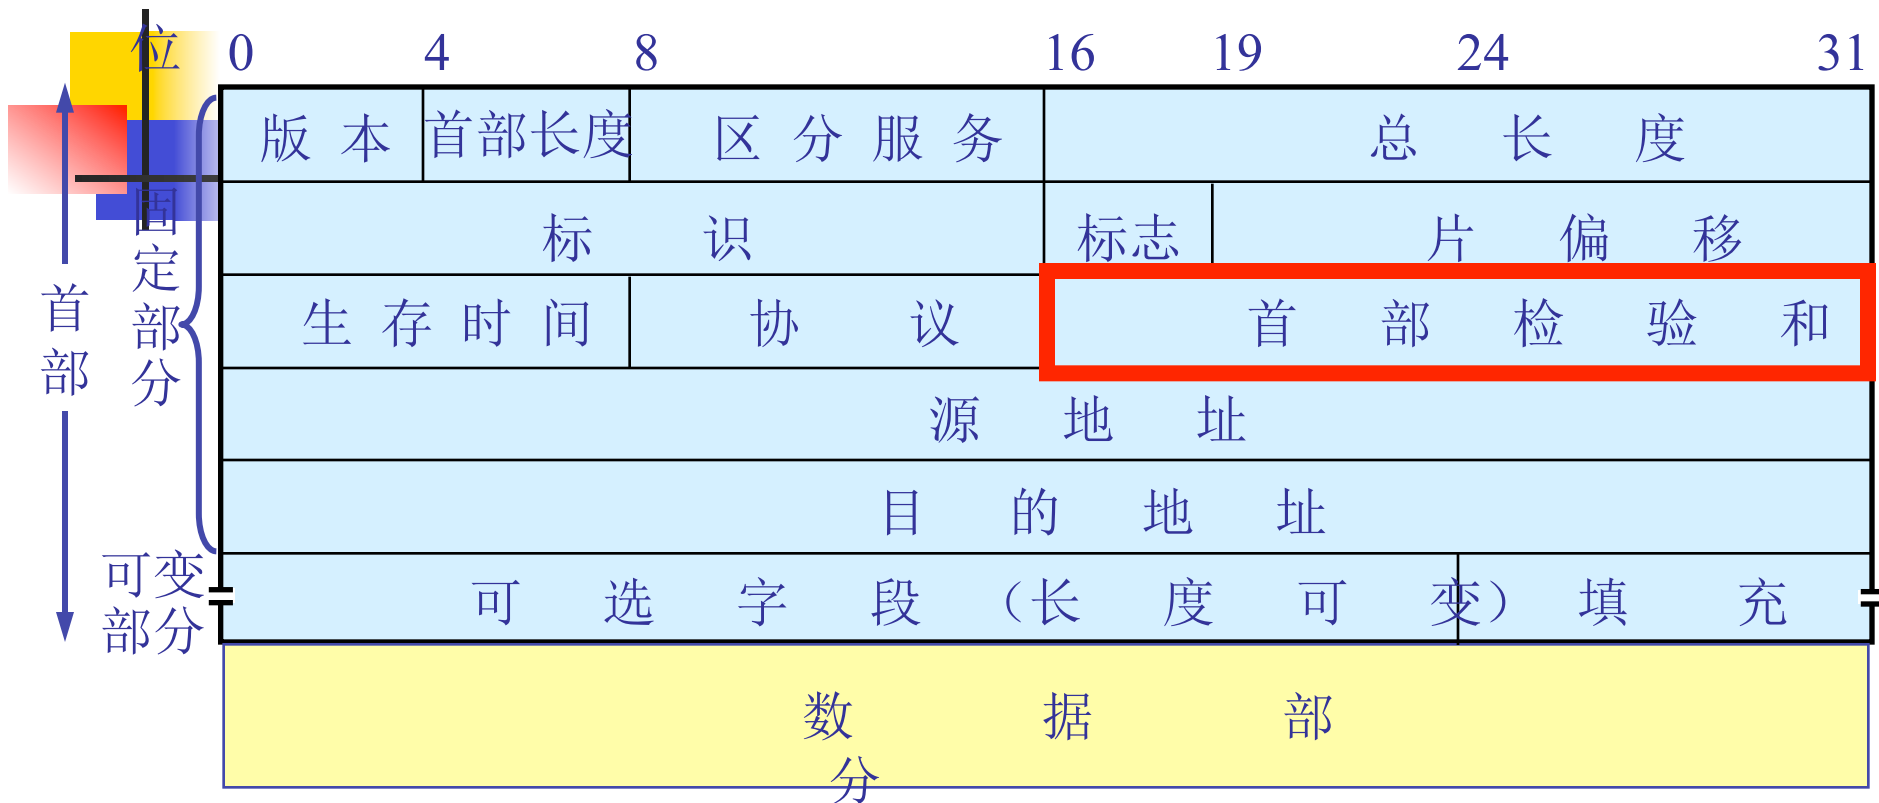 位 0 4 8 16 19 24 31
版本 首部长度 区分服务 总长度
标识 标志 片偏移
生存时间 协议 首部检验和
源地址
目的地址
可选字段（长度可变） 填充
数据部
分
首
部
固
定
部
分
可变
部分